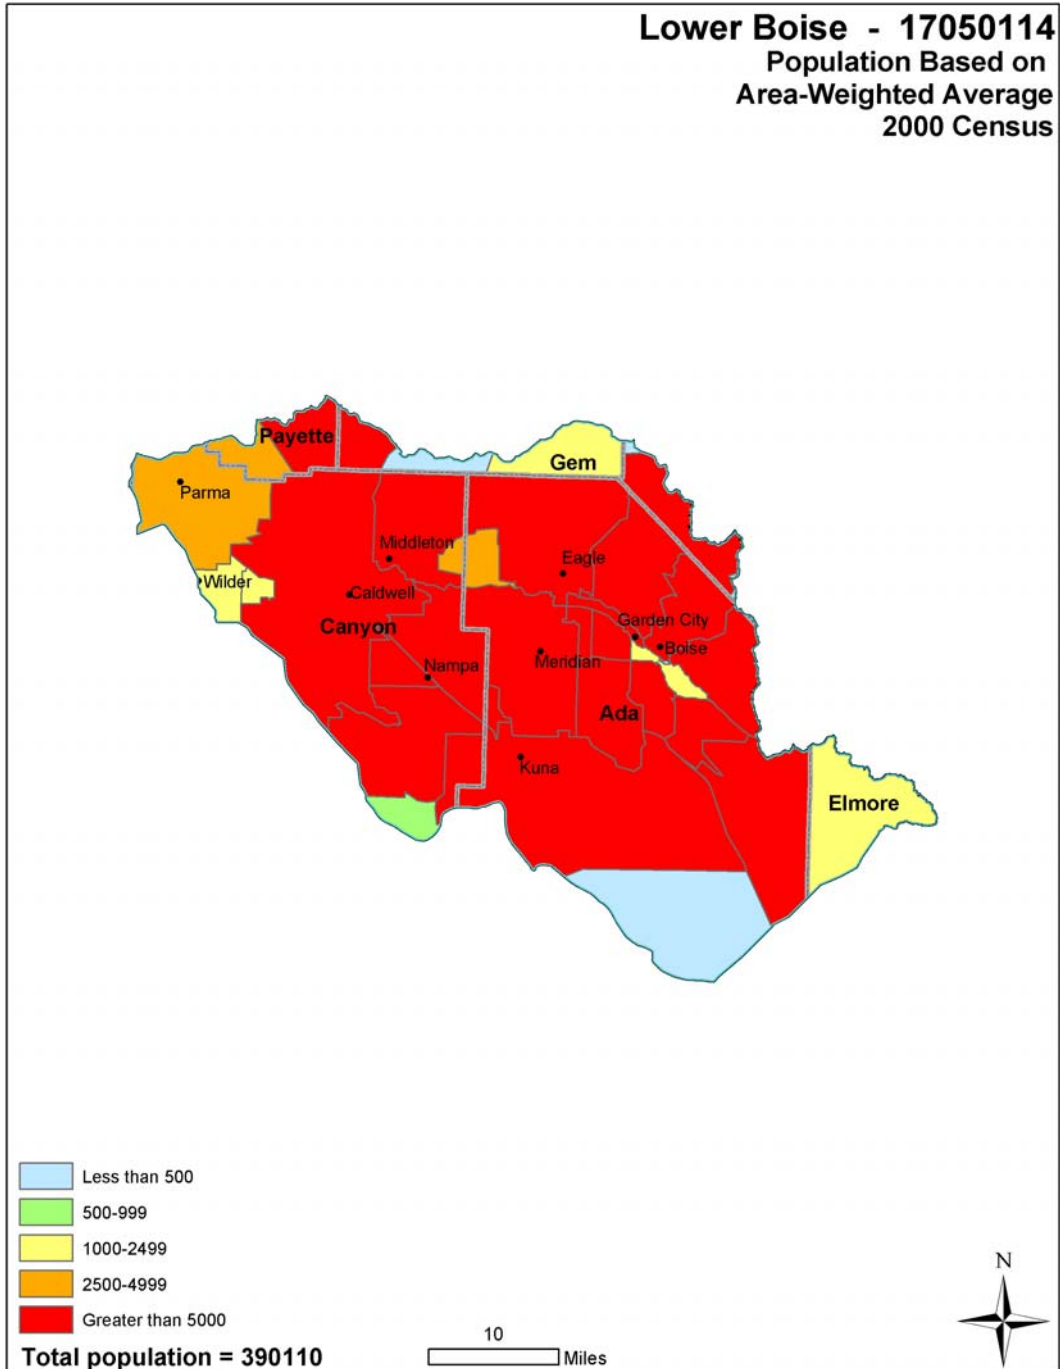 Lower Boise - 17050114
Population Based on
Area-Weighted Average
2000 Census
Payette
Gem
Parma
Middleton
Eagle
Wilder
Caldwell
Garden City
Canyon
Boise
Meridian
Nampa
Ada
Kuna
Elmore
Less than 500
500-999
1000-2499
2500-4999
Greater than 5000
Total population = 390110
10
Miles
N